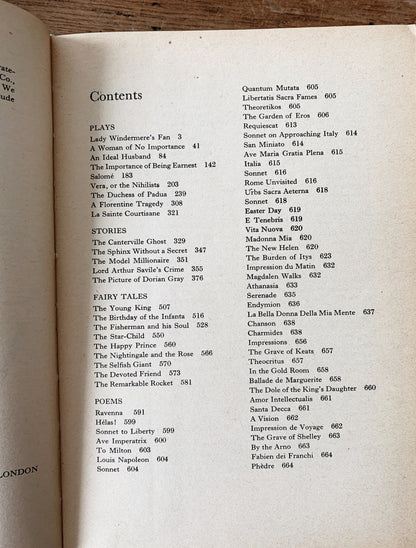 rate-
Co.,
We
ude
LONDON
Contents
PLAYS
Lady Windermere's Fan 3
A Woman of No Importance 41
An Ideal Husband 84
The Importance of Being Earnest 142
Salomé 183
Vera, or the Nihilists 203
The Duchess of Padua 239
A Florentine Tragedy 308
La Sainte Courtisane 321
STORIES
The Canterville Ghost 329
The Sphinx Without a Secret 347
The Model Millionaire 351
Lord Arthur Savile's Crime 355
The Picture of Dorian Gray 376
FAIRY TALES
The Young King 507
The Birthday of the Infanta 516
The Fisherman and his Soul 528
The Star-Child 550
The Happy Prince 560
The Nightingale and the Rose 566
The Selfish Giant 570
The Devoted Friend 573
The Remarkable Rocket 581
POEMS
Ravenna 591
Hélas! 599
Sonnet to Liberty 599
Ave Imperatrix 600
To Milton 603
Louis Napoleon 604
Sonnet 604
Quantum Mutata 605
Libertatis Sacra Fames 605
Theoretikos 605
The Garden of Eros 606
Requiescat 613
Sonnet on Approaching Italy 614
San Miniato 614
Ave Maria Gratia Plena 615
Italia 615
Sonnet 616
Rome Unvisited 616
Urbs Sacra Aeterna 618
Sonnet 618
Easter Day 619
E Tenebris 619
Vita Nuova 620
Madonna Mia 620
The New Helen 620
The Burden of Itys 623
Impression du Matin 632
Magdalen Walks 632
Athanasia 633
Serenade 635
Endymion 636
La Bella Donna Della Mia Mente 637
Chanson 638
Charmides 638
Impressions 656
The Grave of Keats 657
Theocritus 657
In the Gold Room 658
Ballade de Marguerite 658
The Dole of the King's Daughter 660
Amor Intellectualis 661
Santa Decca 661
A Vision 662
Impression de Voyage 662
The Grave of Shelley 663
By the Arno 663
Fabien dei Franchi 664
Phèdre 664